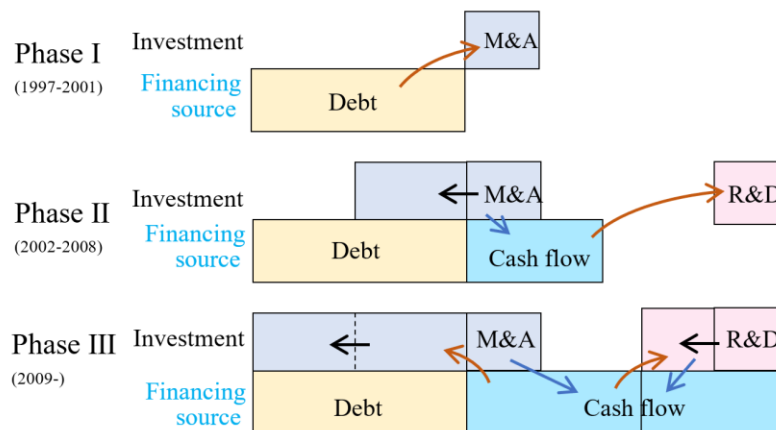 Phase I
(1997-2001)
Investment
M&A
Financing
source
Debt
Phase II
(2002-2008)
Investment
M&A
R&D
Financing
source
Debt
Cash flow
Phase III
(2009-)
Investment
M&A
R&D
Financing
source
Debt
Cash flow